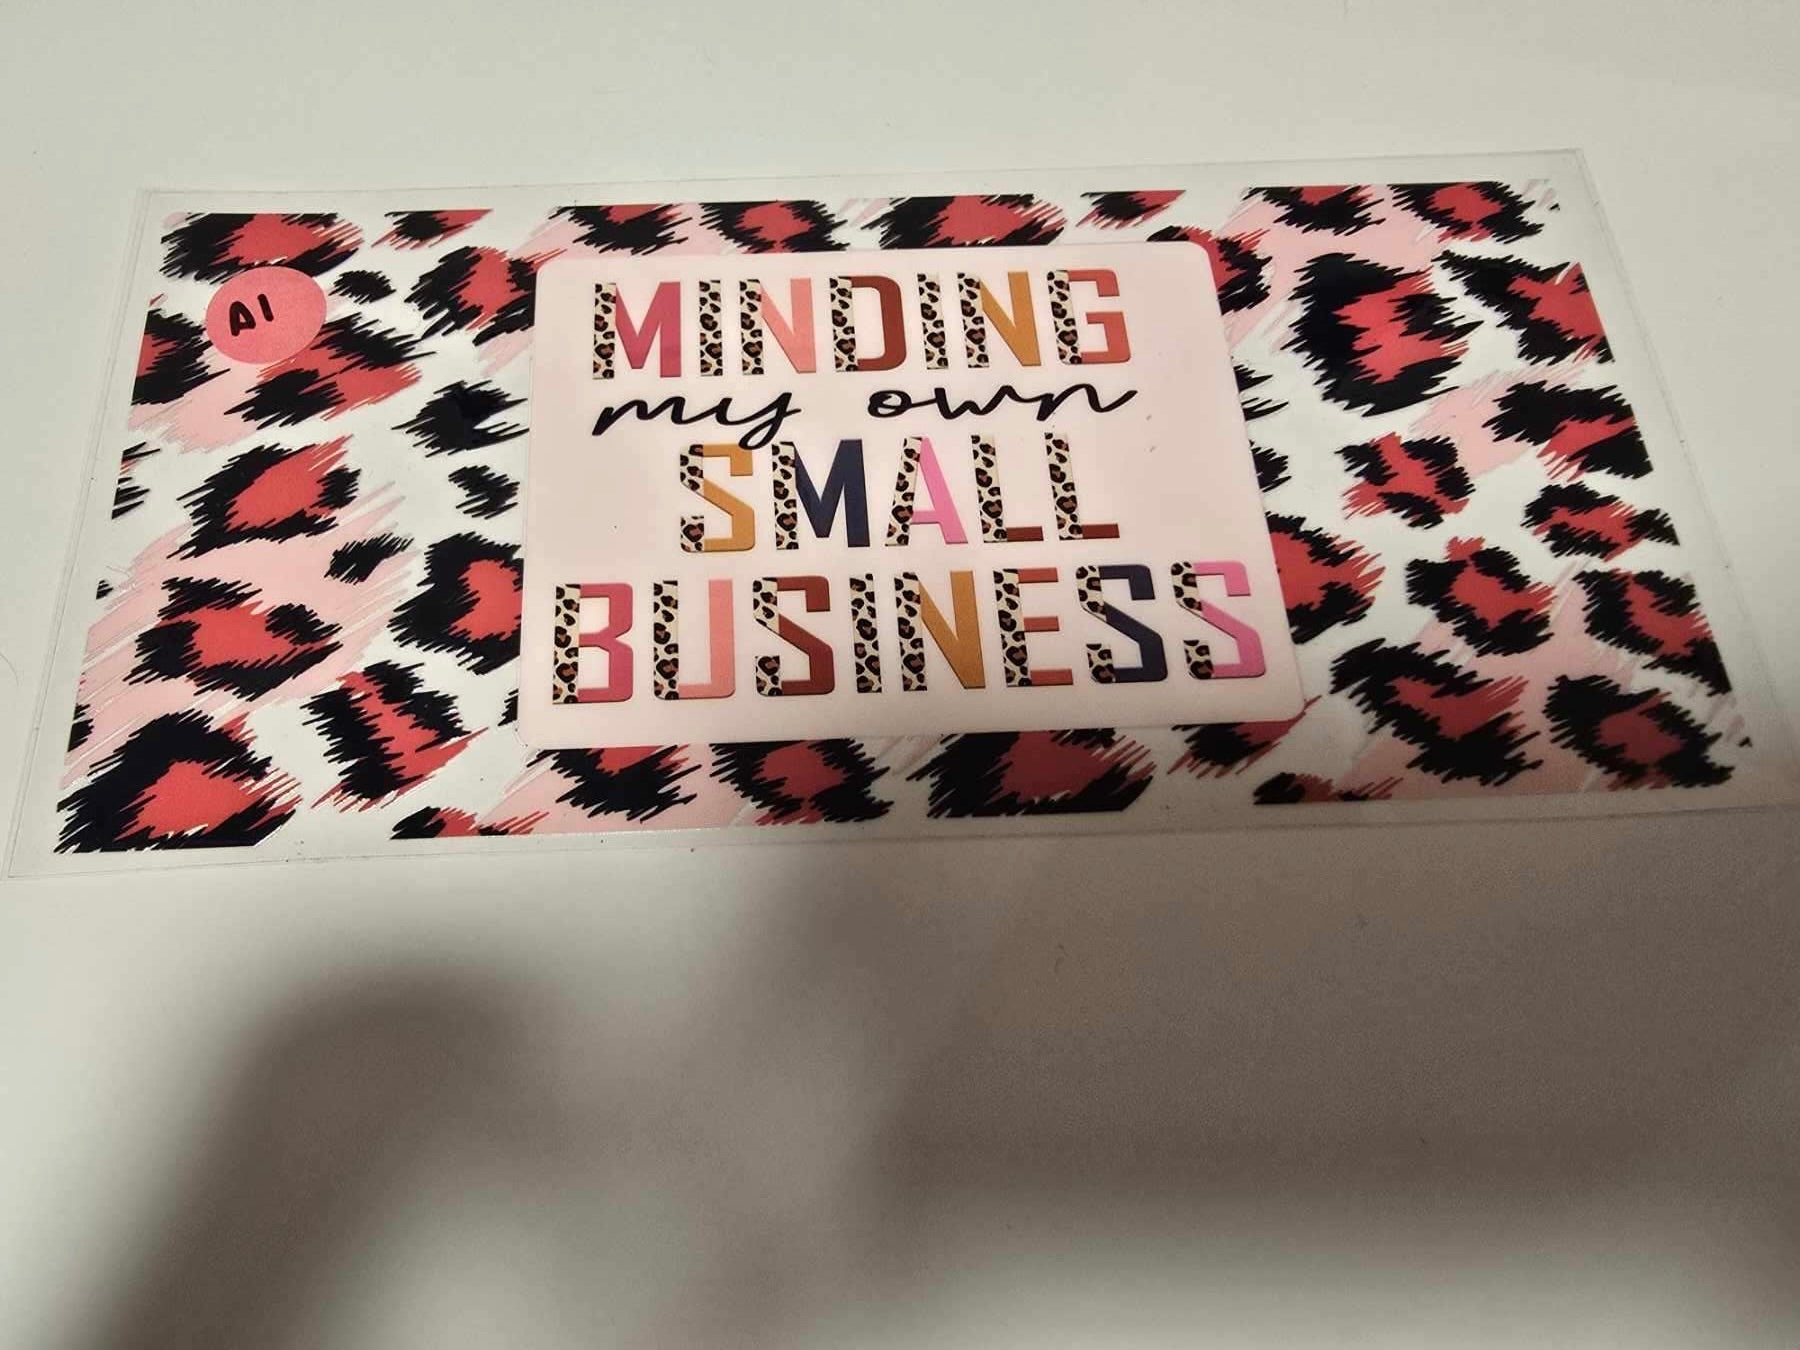 A1
MINDING
my own
SMALL
BUSINESS